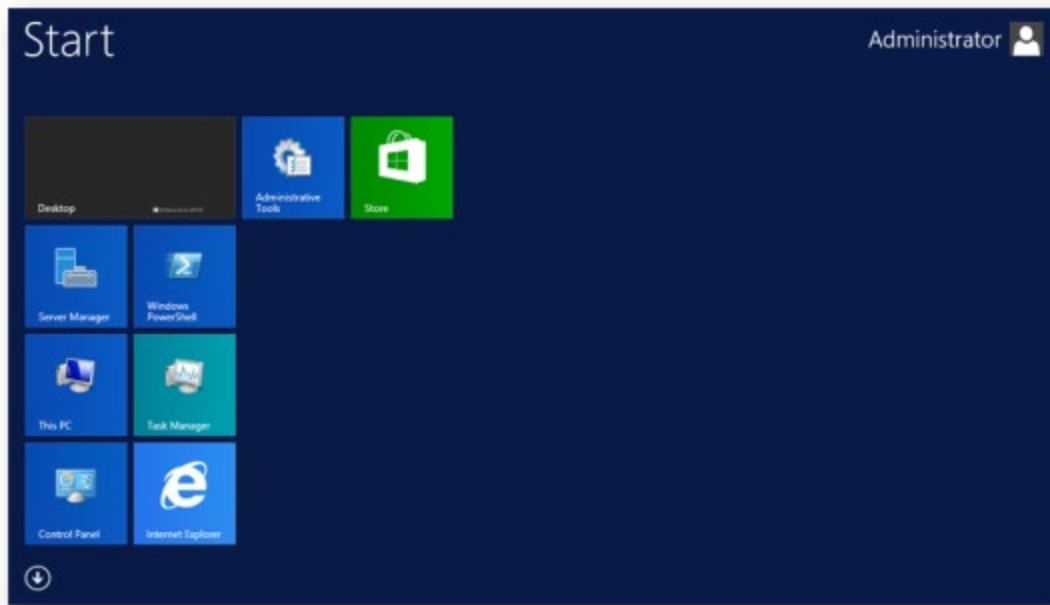 Start
Administrator
Desktop
Administrative
Tools
Store
Server Manager
Windows
PowerShell
This PC
Task Manager
Control Panel
Internet Explorer